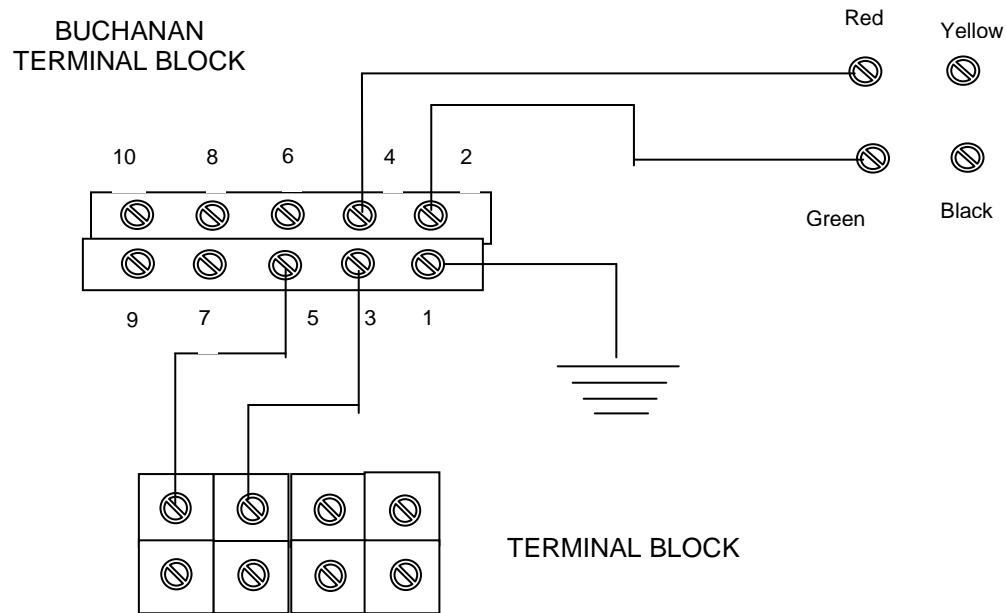 BUCHANAN
TERMINAL BLOCK
Red
Yellow
10 8 6 4 2
Green
Black
9 7 5 3 1
TERMINAL BLOCK